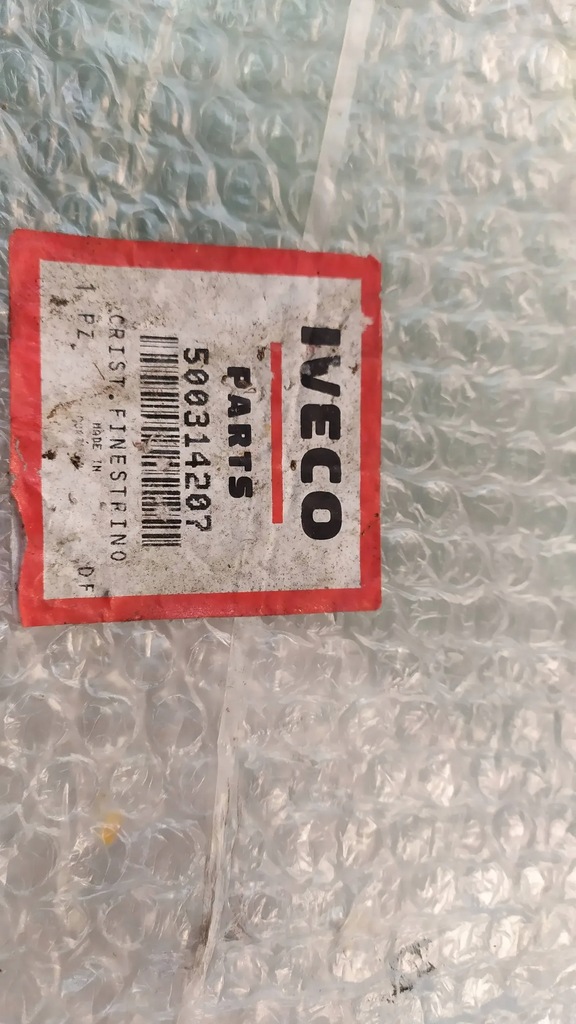 IVECO
PARTS
500314207
CRIST.FINESTRINO
1 PZ
MADE IN
DF